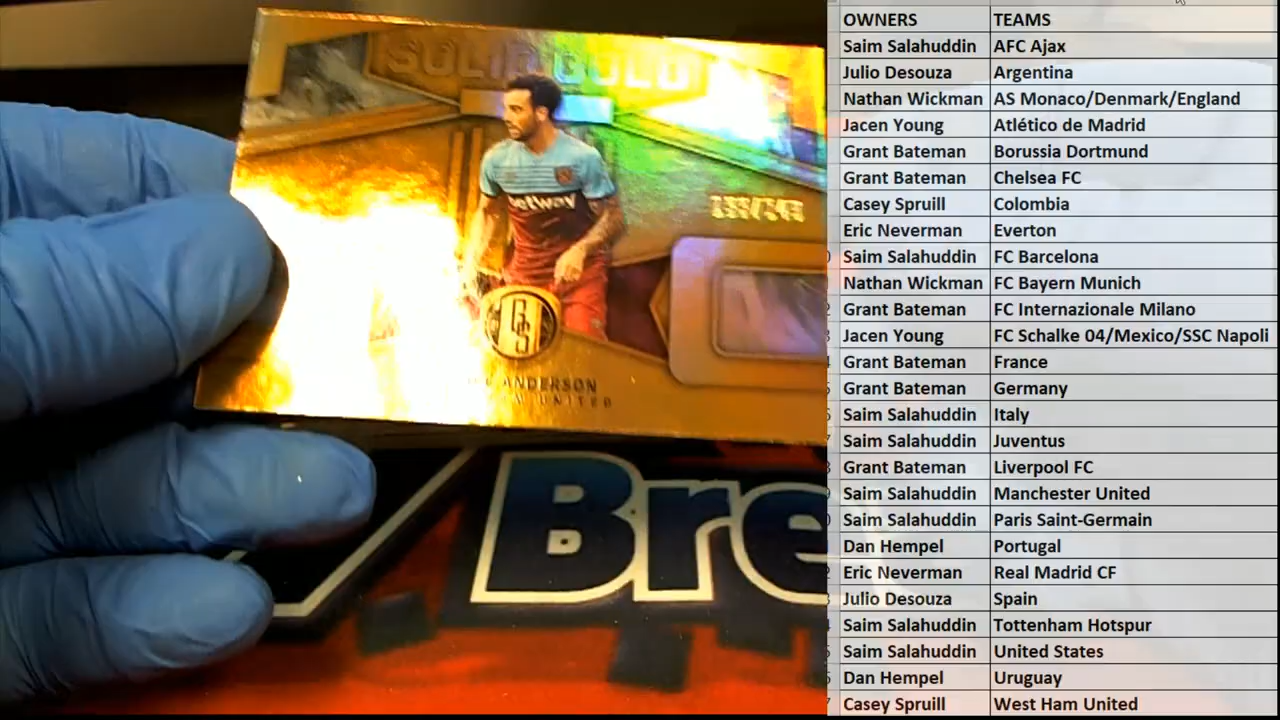 SOLID GOLD
betway
GS
ANDERSON
UNITED
Bre
OWNERS TEAMS
Saim Salahuddin AFC Ajax
Julio Desouza Argentina
Nathan Wickman AS Monaco/Denmark/England
Jacen Young Atlético de Madrid
Grant Bateman Borussia Dortmund
Grant Bateman Chelsea FC
Casey Spruill Colombia
Eric Neverman Everton
Saim Salahuddin FC Barcelona
Nathan Wickman FC Bayern Munich
Grant Bateman FC Internazionale Milano
Jacen Young FC Schalke 04/Mexico/SSC Napoli
Grant Bateman France
Grant Bateman Germany
Saim Salahuddin Italy
Saim Salahuddin Juventus
Grant Bateman Liverpool FC
Saim Salahuddin Manchester United
Saim Salahuddin Paris Saint-Germain
Dan Hempel Portugal
Eric Neverman Real Madrid CF
Julio Desouza Spain
Saim Salahuddin Tottenham Hotspur
Saim Salahuddin United States
Dan Hempel Uruguay
Casey Spruill West Ham United